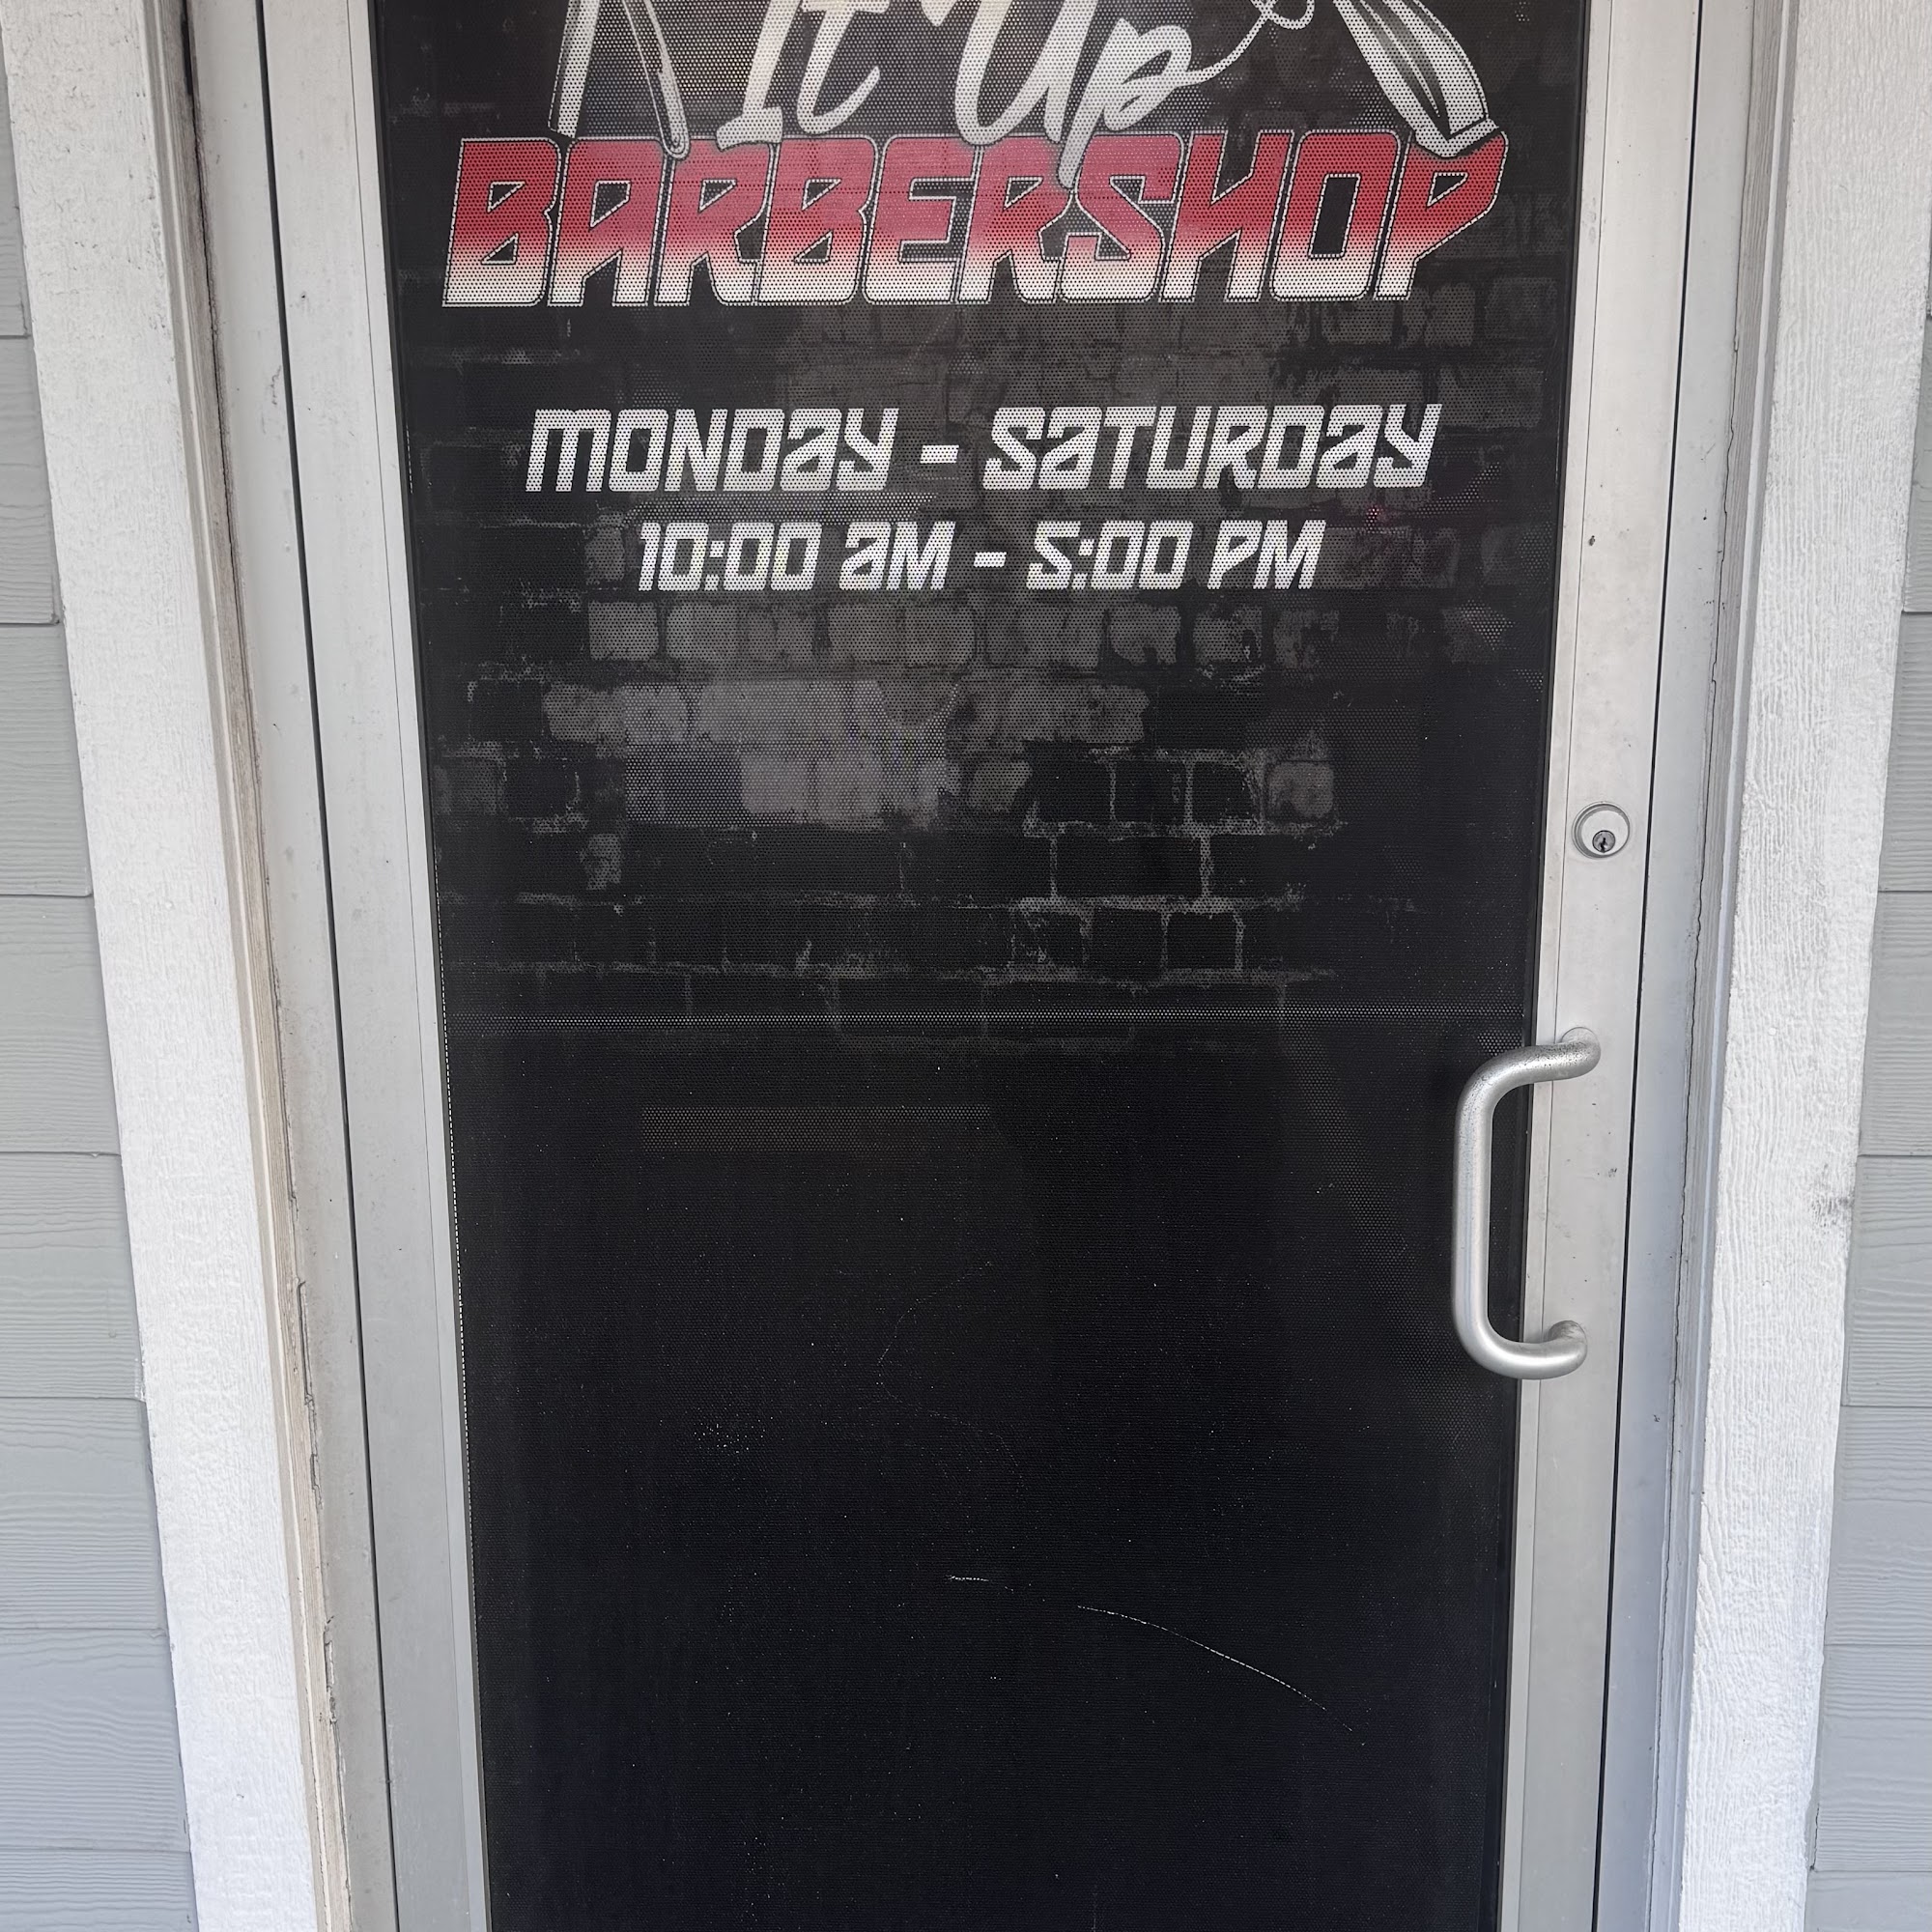 It Up
BARBERSHOP
MONDAY - SATURDAY
10:00 AM - 5:00 PM